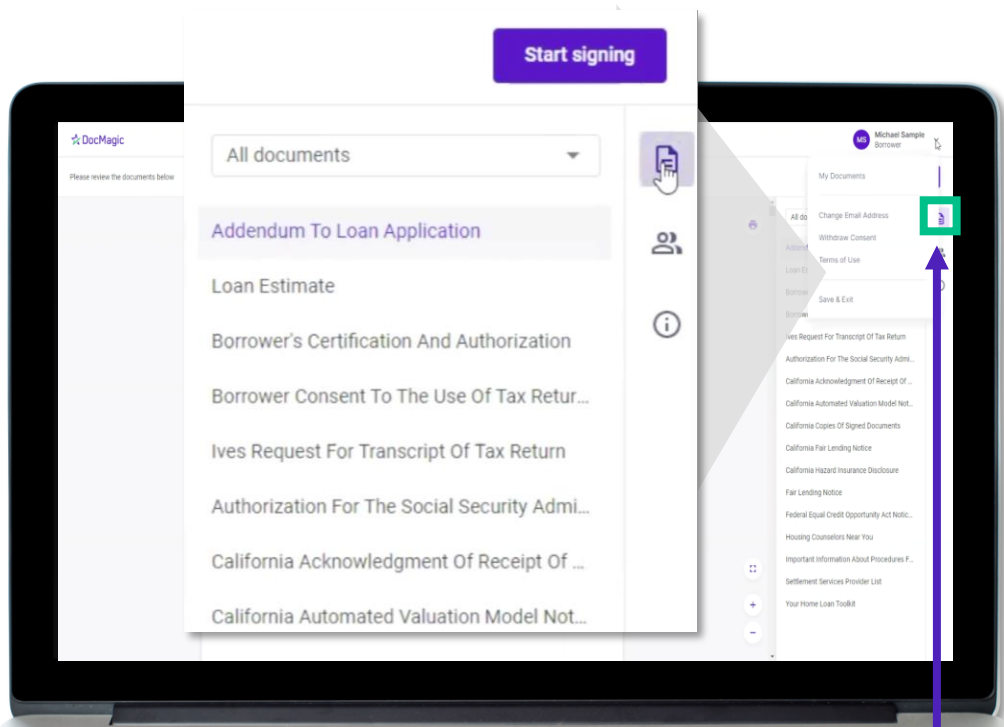 Start signing
All documents
Addendum To Loan Application
Loan Estimate
Borrower's Certification And Authorization
Borrower Consent To The Use Of Tax Retur...
Ives Request For Transcript Of Tax Return
Authorization For The Social Security Admi...
California Acknowledgment Of Receipt Of ...
California Automated Valuation Model Not...
DocMagic
Please review the documents below
MS
Michael Sample
Borrower
My Documents
Change Email Address
Withdraw Consent
Terms of Use
Save & Exit
All do
Loan Es
Borrowe
Borrowe
Ives Request For Transcript Of Tax Return
Authorization For The Social Security Admi...
California Acknowledgment Of Receipt Of ...
California Automated Valuation Model Not...
California Copies Of Signed Documents
California Fair Lending Notice
California Hazard Insurance Disclosure
Fair Lending Notice
Federal Equal Credit Opportunity Act Notic...
Housing Counselors Near You
Important Information About Procedures F...
Settlement Services Provider List
Your Home Loan Toolkit